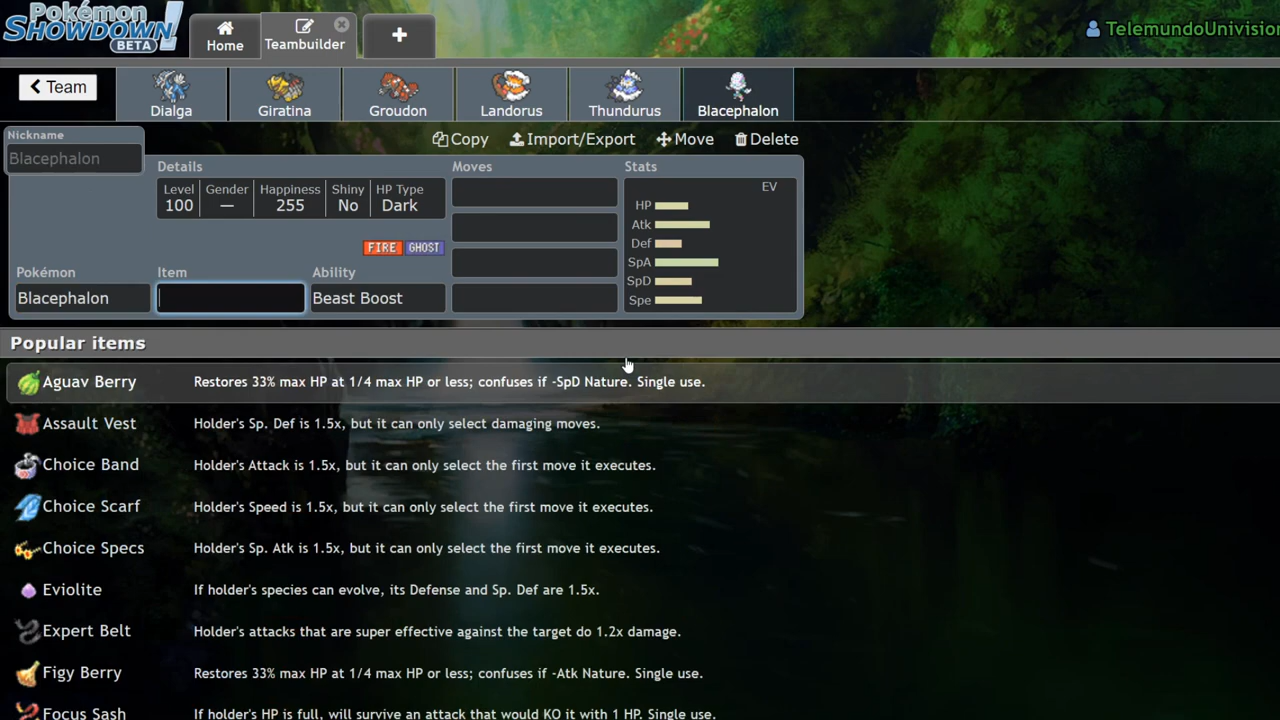 Pokémon
SHOWDOWN!
BETA
Home
Teambuilder
+
TelemundoUnivision
Team
Dialga
Giratina
Groudon
Landorus
Thundurus
Blacephalon
Copy
Import/Export
Move
Delete
Nickname
Blacephalon
Details
Moves
Stats
Level
Gender
Happiness
Shiny
HP Type
100
—
255
No
Dark
EV
HP
Atk
Def
SpA
SpD
Spe
FIRE GHOST
Pokémon
Item
Ability
Blacephalon
Beast Boost
Popular items
Aguav Berry Restores 33% max HP at 1/4 max HP or less; confuses if -SpD Nature. Single use.
Assault Vest Holder's Sp. Def is 1.5x, but it can only select damaging moves.
Choice Band Holder's Attack is 1.5x, but it can only select the first move it executes.
Choice Scarf Holder's Speed is 1.5x, but it can only select the first move it executes.
Choice Specs Holder's Sp. Atk is 1.5x, but it can only select the first move it executes.
Eviolite If holder's species can evolve, its Defense and Sp. Def are 1.5x.
Expert Belt Holder's attacks that are super effective against the target do 1.2x damage.
Figy Berry Restores 33% max HP at 1/4 max HP or less; confuses if -Atk Nature. Single use.
Focus Sash If holder's HP is full, will survive an attack that would KO it with 1 HP. Single use.